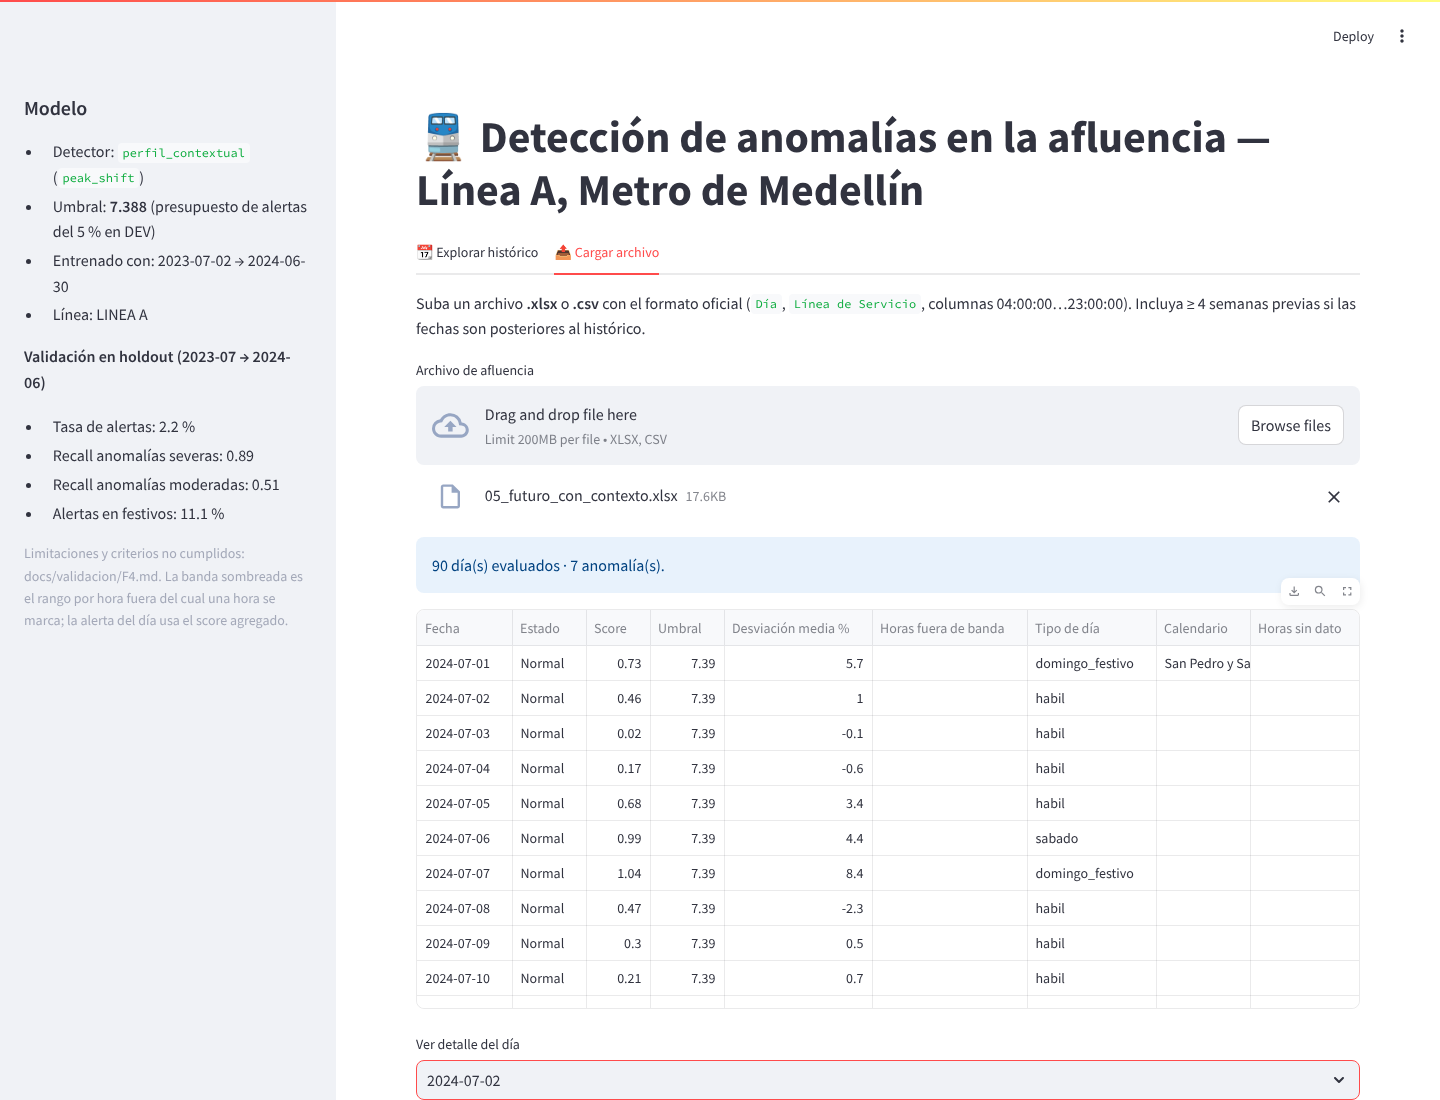 Deploy
Modelo
Detector: perfil_contextual
( peak_shift )
Umbral: 7.388 (presupuesto de alertas
del 5 % en DEV)
Entrenado con: 2023-07-02 → 2024-06-
30
Línea: LINEA A
Validación en holdout (2023-07 → 2024-
06)
Tasa de alertas: 2.2 %
Recall anomalías severas: 0.89
Recall anomalías moderadas: 0.51
Alertas en festivos: 11.1 %
Limitaciones y criterios no cumplidos:
docs/validacion/F4.md. La banda sombreada es
el rango por hora fuera del cual una hora se
marca; la alerta del día usa el score agregado.
Detección de anomalías en la afluencia —
Línea A, Metro de Medellín
Explorar histórico Cargar archivo
Suba un archivo .xlsx o .csv con el formato oficial ( Día , Línea de Servicio , columnas 04:00:00…23:00:00). Incluya ≥ 4 semanas previas si las
fechas son posteriores al histórico.
Archivo de afluencia
Drag and drop file here
Limit 200MB per file • XLSX, CSV
Browse files
05_futuro_con_contexto.xlsx 17.6KB
90 día(s) evaluados · 7 anomalía(s).
Fecha Estado Score Umbral Desviación media % Horas fuera de banda Tipo de día Calendario Horas sin dato
2024-07-01 Normal 0.73 7.39 5.7 domingo_festivo San Pedro y Sa
2024-07-02 Normal 0.46 7.39 1 habil
2024-07-03 Normal 0.02 7.39 -0.1 habil
2024-07-04 Normal 0.17 7.39 -0.6 habil
2024-07-05 Normal 0.68 7.39 3.4 habil
2024-07-06 Normal 0.99 7.39 4.4 sabado
2024-07-07 Normal 1.04 7.39 8.4 domingo_festivo
2024-07-08 Normal 0.47 7.39 -2.3 habil
2024-07-09 Normal 0.3 7.39 0.5 habil
2024-07-10 Normal 0.21 7.39 0.7 habil
Ver detalle del día
2024-07-02